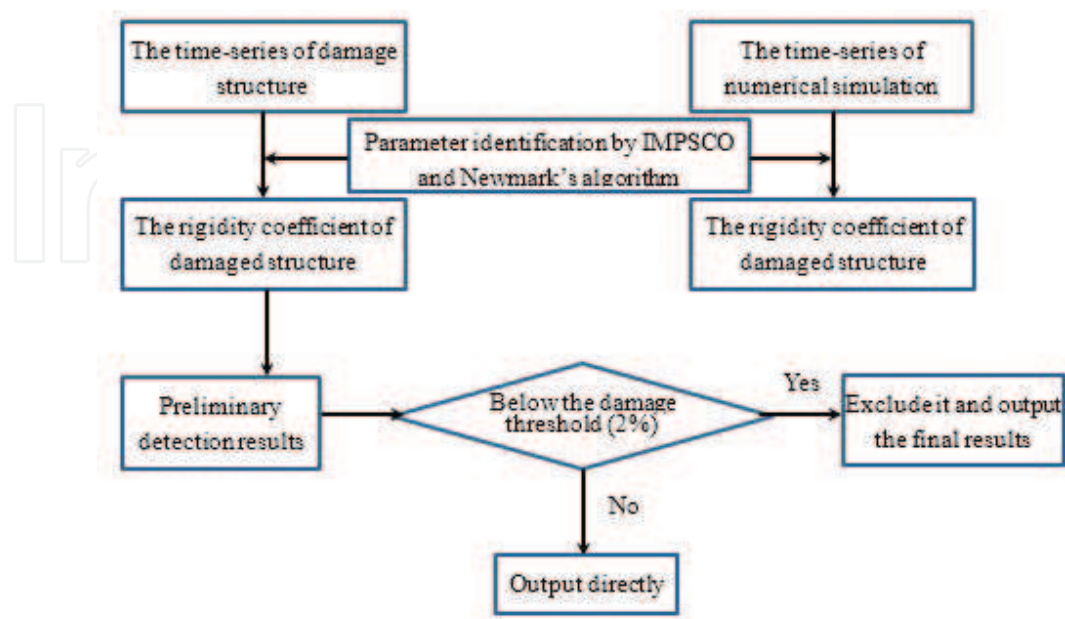 The time-series of damage
structure
The time-series of
numerical simulation
Parameter identification by IMPSCO
and Newmark's algorithm
The rigidity coefficient of
damaged structure
The rigidity coefficient of
damaged structure
Preliminary
detection results
Below the damage
threshold (2%)
Yes
Exclude it and output
the final results
No
Output directly